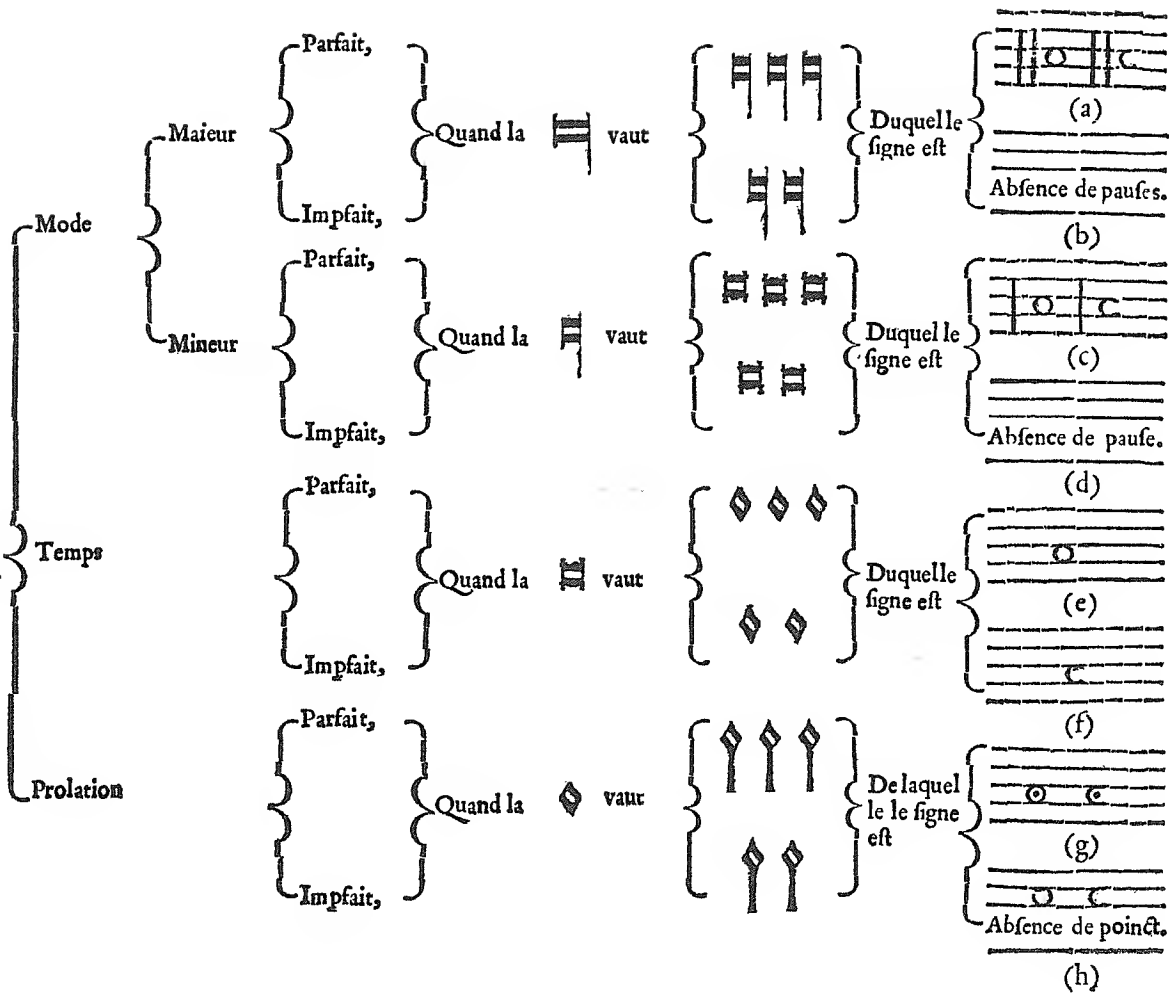 Parfait,
Maieur
Quand la vaut
Duquel le
ſigne eſt
(a)
Abſence de pauſes.
Impfait,
(b)
Mode
Parfait,
Mineur
Quand la vaut
Duquel le
ſigne eſt
(c)
Impfait,
Abſence de pauſe.
(d)
Parfait,
Temps
Quand la vaut
Duquelle
ſigne eſt
(e)
Impfait,
(f)
Parfait,
Prolation
Quand la vaut
De laquel
le le ſigne
eſt
(g)
Impfait,
Abſence de poinct.
(h)